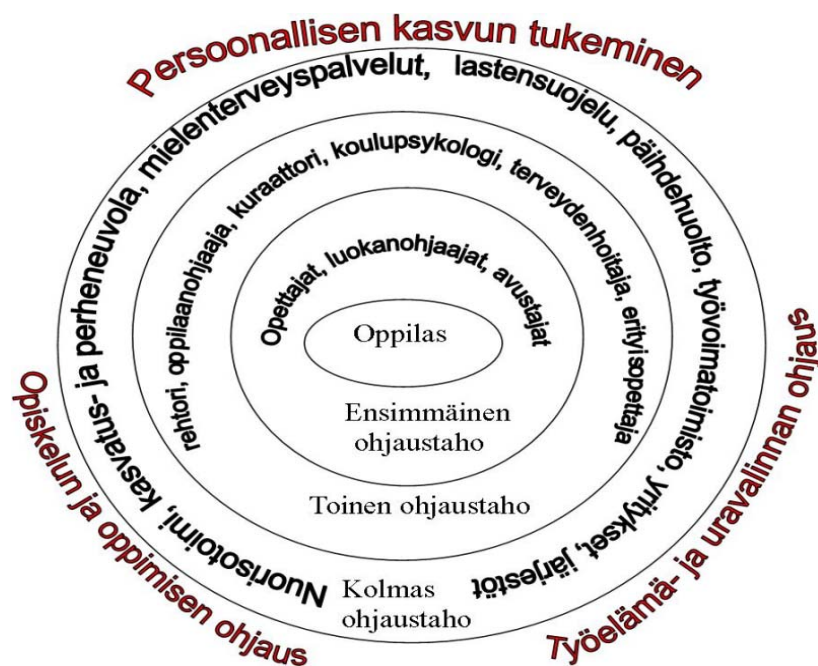 Persoonallisen kasvun tukeminen
Nuorisotoimi, kasvatus- ja perheneuvola, mielenterveyspalvelut, lastensuojelu, päihdehuolto, työvoimatoimisto, yritykset, järjestöt
rehtori, oppilaanohjaaja, kuraattori, koulupsykologi, terveydenhoitaja, erityisopettaja
Opettajat, luokanohjaajat, avustajat
Oppilas
Ensimmäinen
ohjaustaho
Toinen ohjaustaho
Kolmas
ohjaustaho
Opiskelun ja oppimisen ohjaus
Työelämä- ja uravalinnan ohjaus